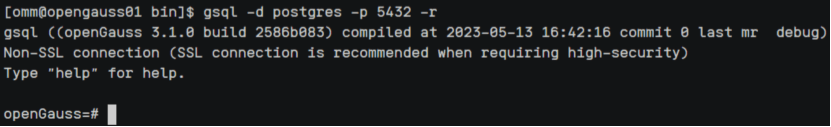 [omm@opengauss01 bin]$ gsql -d postgres -p 5432 -r
gsql ((openGauss 3.1.0 build 2586b083) compiled at 2023-05-13 16:42:16 commit 0 last mr  debug)
Non-SSL connection (SSL connection is recommended when requiring high-security)
Type "help" for help.
openGauss=#